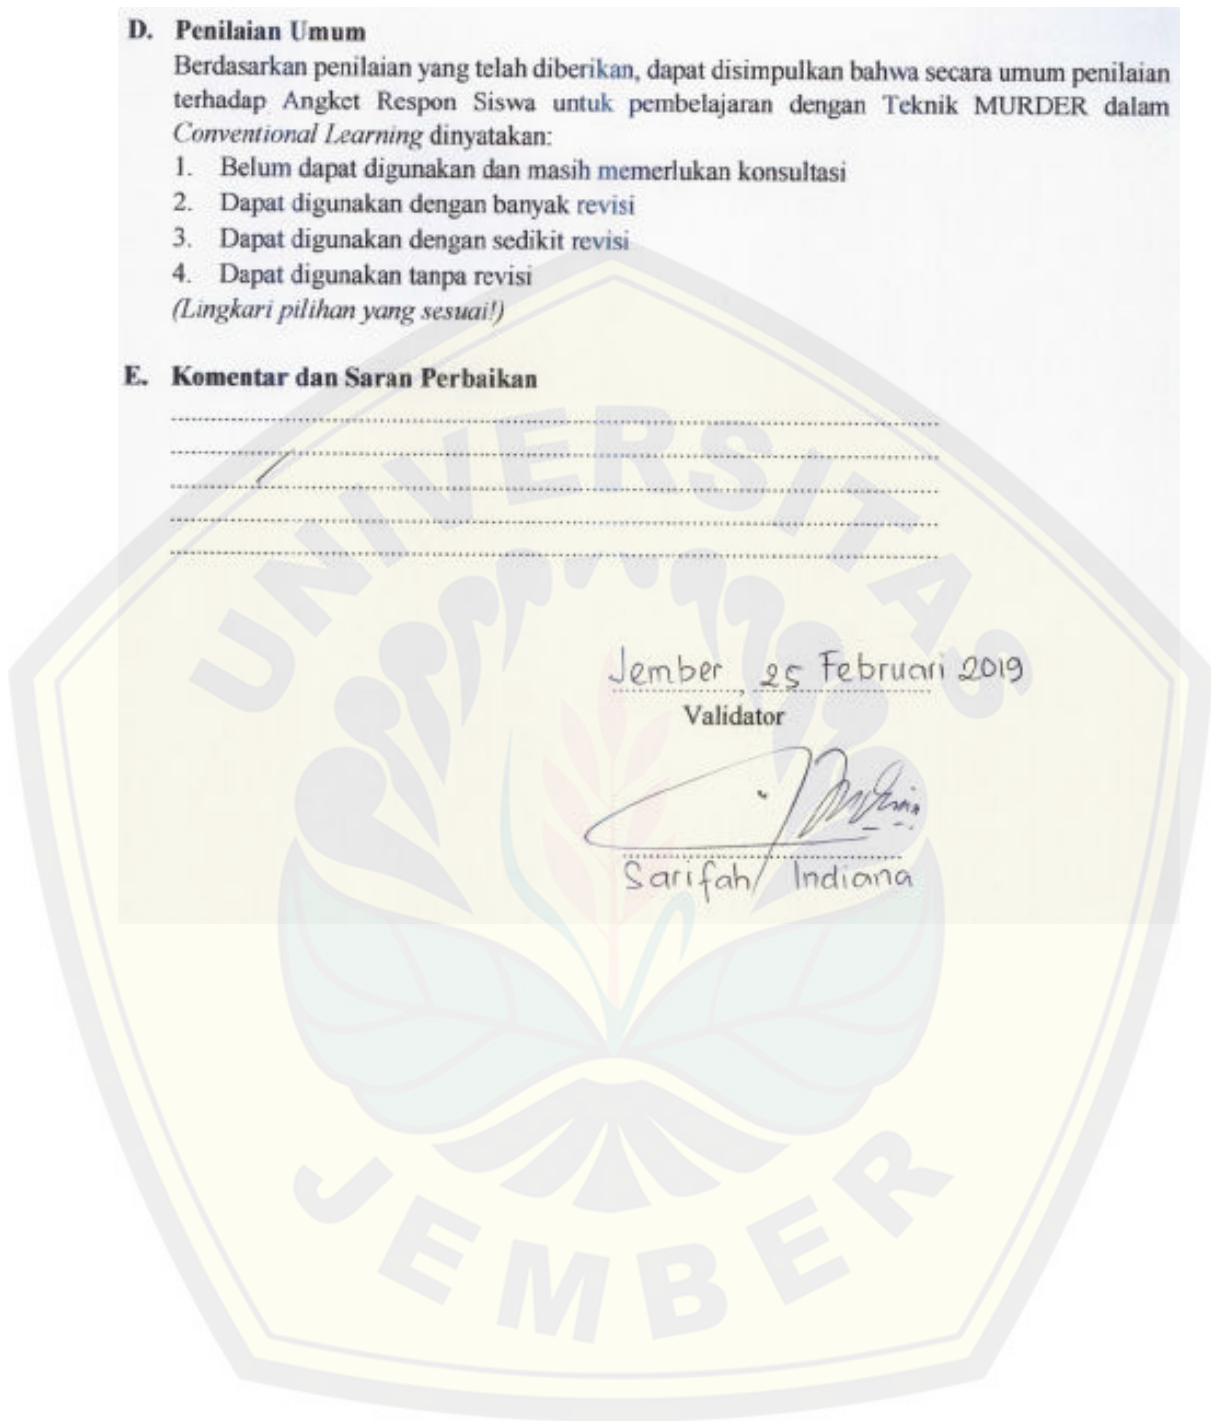 D. Penilaian Umum
Berdasarkan penilaian yang telah diberikan, dapat disimpulkan bahwa secara umum penilaian
terhadap Angket Respon Siswa untuk pembelajaran dengan Teknik MURDER dalam
Conventional Learning dinyatakan:
1. Belum dapat digunakan dan masih memerlukan konsultasi
2. Dapat digunakan dengan banyak revisi
3. Dapat digunakan dengan sedikit revisi
4. Dapat digunakan tanpa revisi
(Lingkari pilihan yang sesuai!)
E. Komentar dan Saran Perbaikan
Jember, 25 Februari 2019
Validator
Sarifah Indiana
UNIVERSITAS
JEMBER